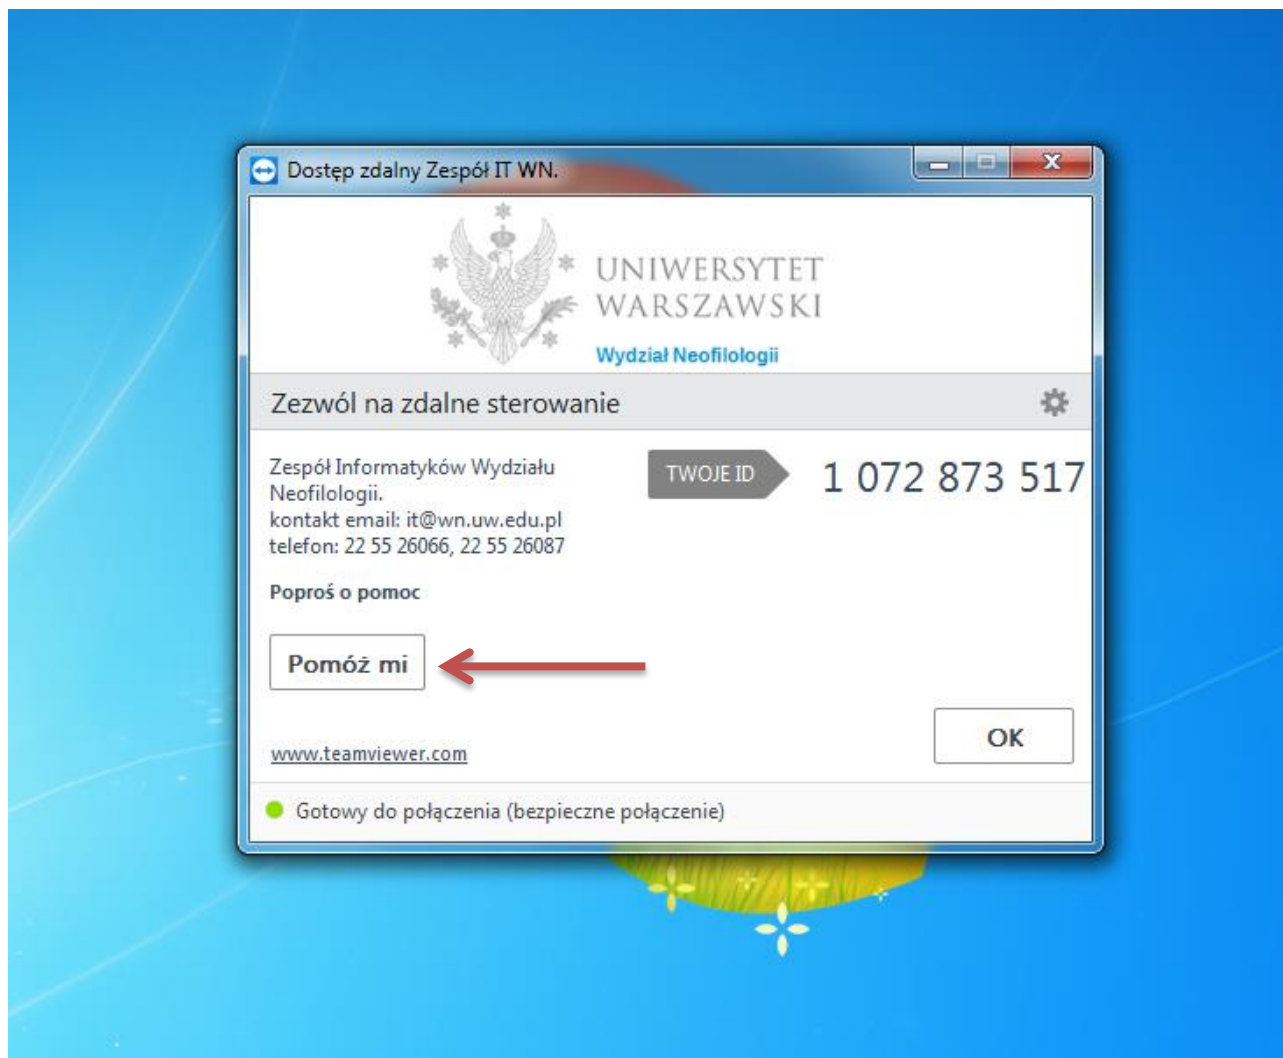 Dostęp zdalny Zespół IT WN.
UNIWERSYTET
WARSZAWSKI
Wydział Neofilologii
Zezwól na zdalne sterowanie
Zespół Informatyków Wydziału
Neofilologii.
kontakt email: it@wn.uw.edu.pl
telefon: 22 55 26066, 22 55 26087
TWOJE ID
1 072 873 517
Poproś o pomoc
Pomóż mi
OK
www.teamviewer.com
Gotowy do połączenia (bezpieczne połączenie)